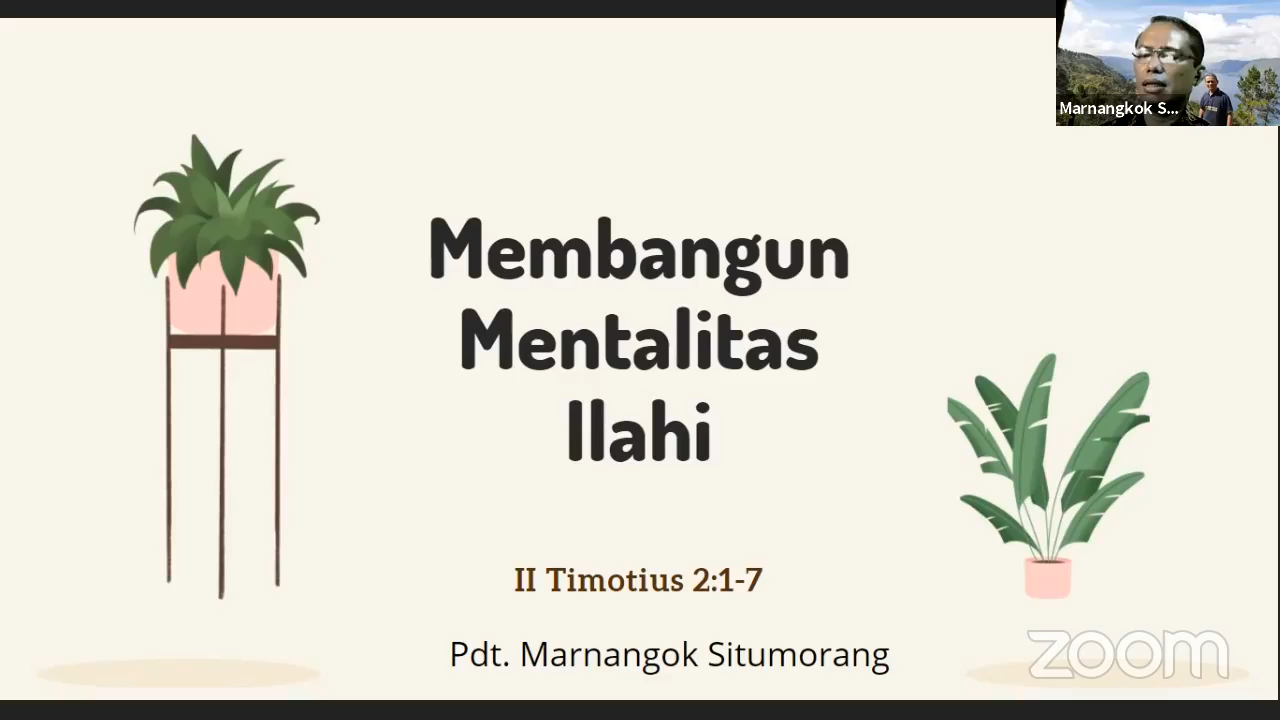 Marnangkok S...
Membangun
Mentalitas
Ilahi
II Timotius 2:1-7
Pdt. Marnangok Situmorang
zoom